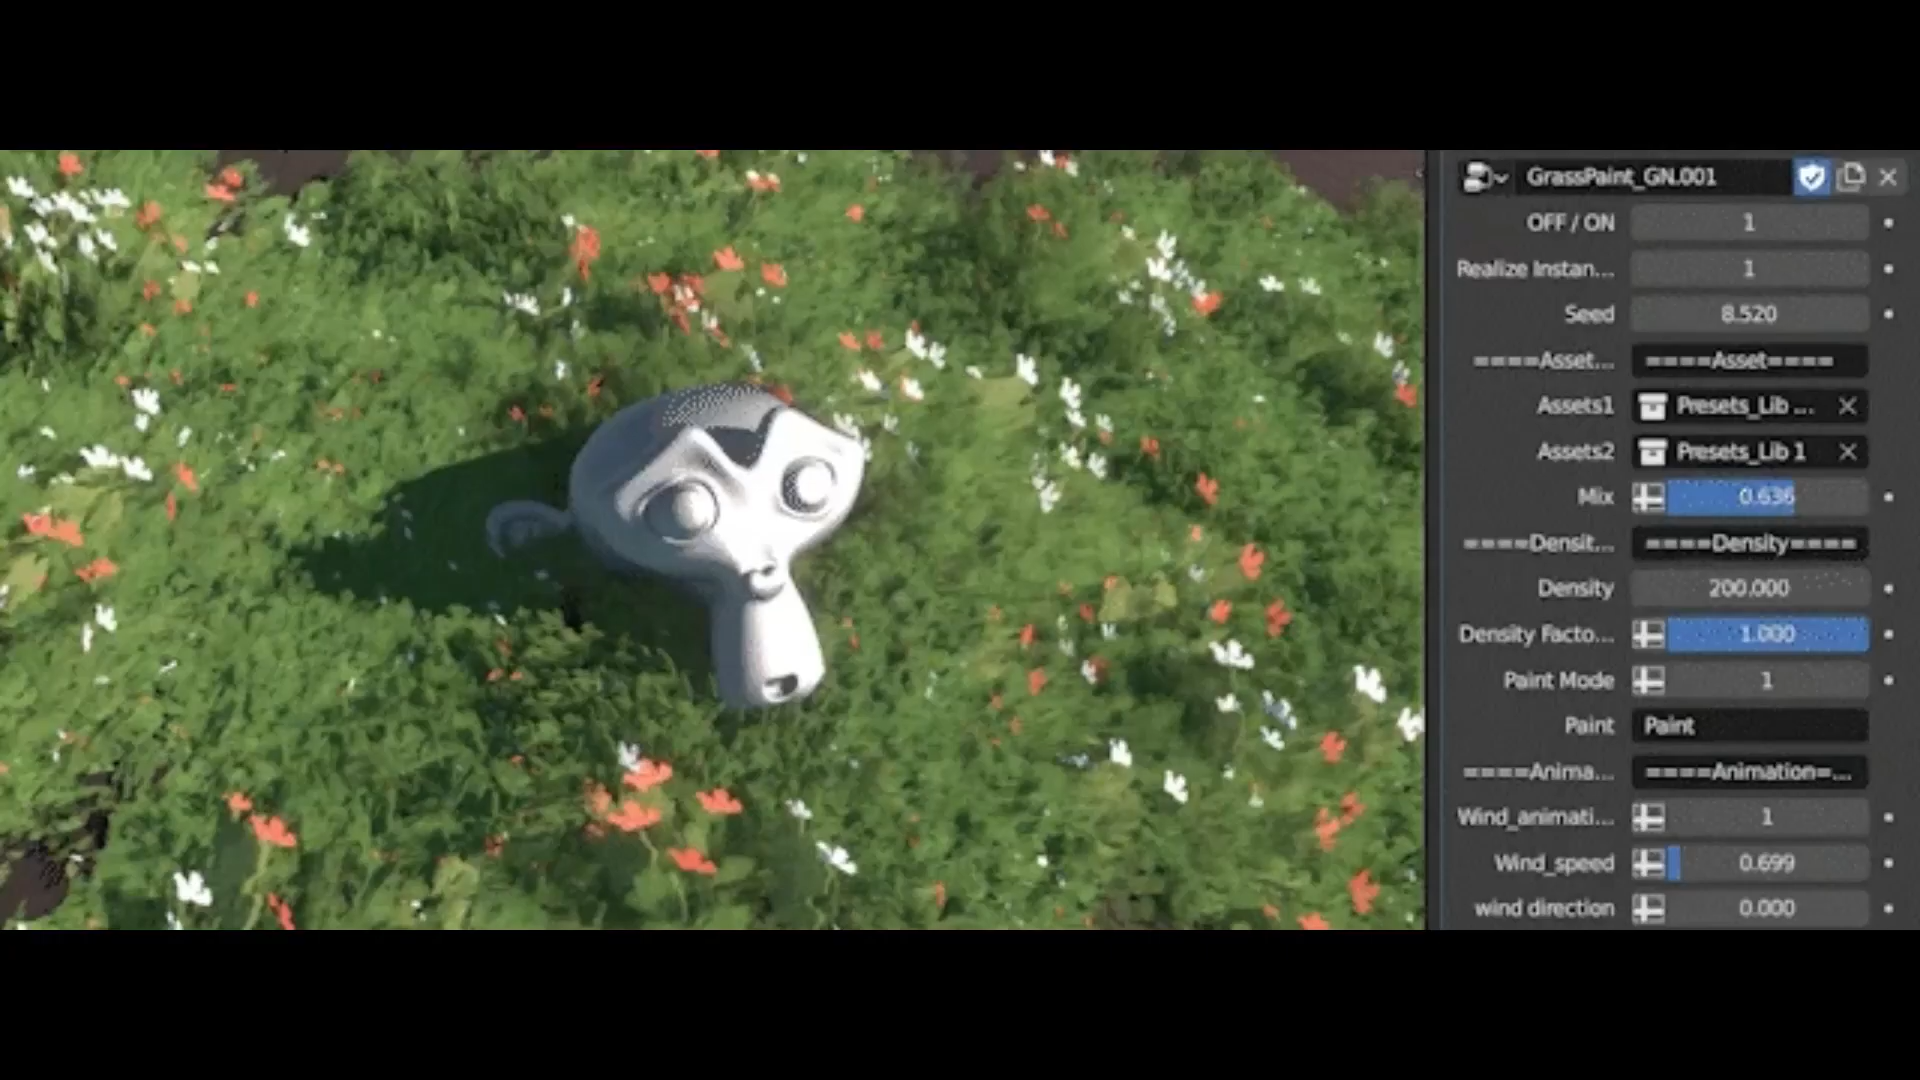 GrassPaint_GN.001
OFF / ON 1
Realize Instan... 1
Seed 8.520
====Asset... ====Asset====
Assets1 Presets_Lib ...
Assets2 Presets_Lib 1
Mix 0.636
====Densit... ====Density====
Density 200.000
Density Facto... 1.000
Paint Mode 1
Paint Paint
====Anima... ====Animation=...
Wind_animati... 1
Wind_speed 0.699
wind direction 0.000